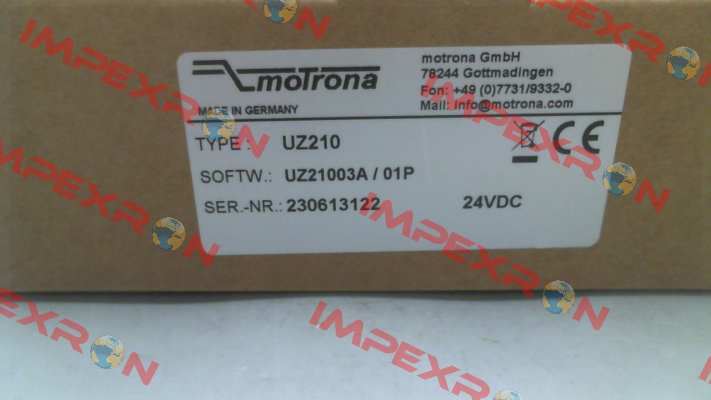 motrona
MADE IN GERMANY
motrona GmbH
78244 Gottmadingen
Fon: +49 (0)7731/9332-0
Mail: info@motrona.com
TYPE : UZ210
CE
SOFTW.: UZ21003A / 01P
SER.-NR.: 230613122 24VDC
IMPEXRON
IMPEXRON
IMPEXRON
IMPEXRON
IMPEXRON
IMPEXRON